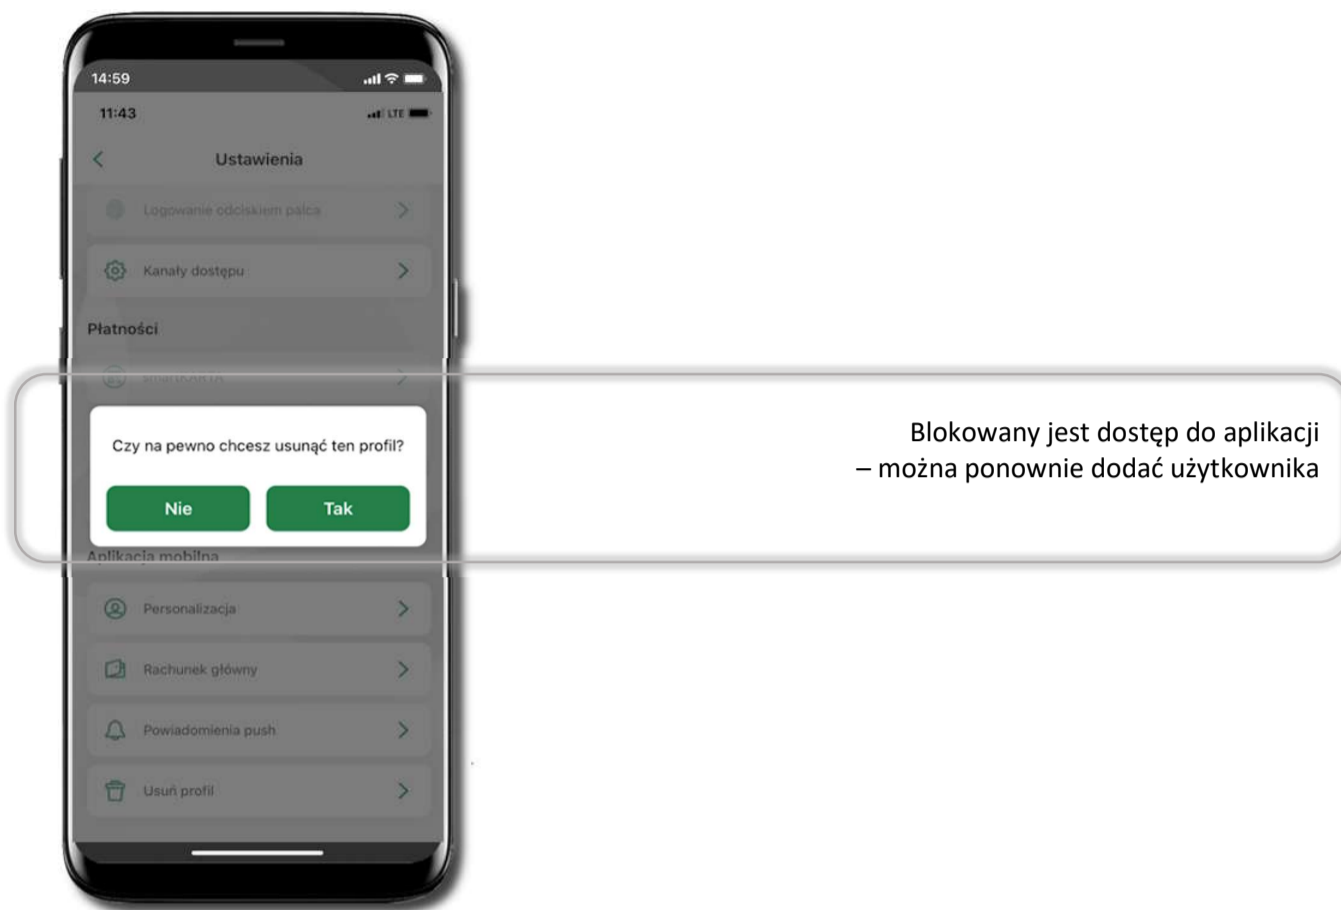 14:59
11:43
LTE
Ustawienia
Logowanie odciskiem palca
Kanały dostępu
Płatności
Czy na pewno chcesz usunąć ten profil?
Nie
Tak
Blokowany jest dostęp do aplikacji
– można ponownie dodać użytkownika
Aplikacja mobilna
Personalizacja
Rachunek główny
Powiadomienia push
Usuń profil